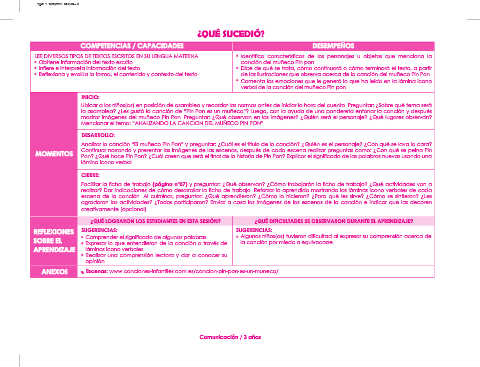 ¿QUÉ SUCEDIÓ?
COMPETENCIAS / CAPACIDADES
DESEMPEÑOS
LEE DIVERSOS TIPOS DE TEXTOS ESCRITOS EN SU LENGUA MATERNA
• Obtiene información del texto escrito
• Infiere e interpreta información del texto
• Reflexiona y evalúa la forma, el contenido y contexto del texto
* Identifica características de los personajes u objetos que menciona la
canción del muñeco Pin pon
* Dice de qué se trata, cómo continuará o cómo terminará el texto, a partir
de las ilustraciones que observa acerca de la canción del muñeco Pin Pon
* Comenta las emociones que le generó lo que ha leído en la lámina icono
verbal de la canción del muñeco Pin pon
MOMENTOS
INICIO:
Ubicar a los niños(as) en posición de asamblea y recordar las normas antes de iniciar la hora del cuento. Preguntar: ¿Sobre qué tema será
la asamblea? ¿Les gustó la canción de "Pin Pon es un muñeco"? Luego, con la ayuda de una pandereta entonar la canción y después
mostrar imágenes del muñeco Pin Pon. Preguntar: ¿Qué observan en las imágenes? ¿Quién será el personaje? ¿Qué lugares observan?
Mencionar el tema: "ANALIZANDO LA CANCIÓN DEL MUÑECO PIN PON"
DESARROLLO:
Analizar la canción "El muñeco Pin Pon" y preguntar: ¿Cuál es el título de la canción? ¿Quién es el personaje? ¿Con qué se lava la cara?
Continuar narrando y presentar las imágenes de las escenas, después de cada escena realizar preguntas como: ¿Con qué se peina Pin
Pon? ¿Qué hace Pin Pon? ¿Cuál creen que será el final de la historia de Pin Pon? Explicar el significado de las palabras nuevas usando una
lámina icono verbal
CIERRE:
Facilitar la ficha de trabajo (página n°87) y preguntar: ¿Qué observan? ¿Cómo trabajarán la ficha de trabajo? ¿Qué actividades van a
realizar? Dar indicaciones de cómo desarrollar la ficha de trabajo. Reforzar lo aprendido mostrando las láminas icono verbales de cada
escena de la canción. Al culminar, preguntar: ¿Qué aprendieron? ¿Cómo lo hicieron? ¿Para qué les sirve? ¿Cómo se sintieron? ¿Les
agradaron las actividades? ¿Todos participaron? Enviar a casa las imágenes de las escenas de la canción e indicar que las decoren
creativamente (opcional)
REFLEXIONES
SOBRE EL
APRENDIZAJE
¿QUÉ LOGRARON LOS ESTUDIANTES EN ESTA SESIÓN?
¿QUÉ DIFICULTADES SE OBSERVARON DURANTE EL APRENDIZAJE?
SUGERENCIAS:
• Comprender el significado de algunas palabras
• Expresar lo que entendieron de la canción a través de
láminas icono verbales
• Realizar una comprensión lectora y dar a conocer su
opinión
SUGERENCIAS:
• Algunos niños(as) tuvieron dificultad al expresar su comprensión acerca de
la canción por miedo a equivocarse
ANEXOS
Escenas: www.canciones-infantiles.com.es/cancion-pin-pon-es-un-muneco/
Comunicación / 3 años